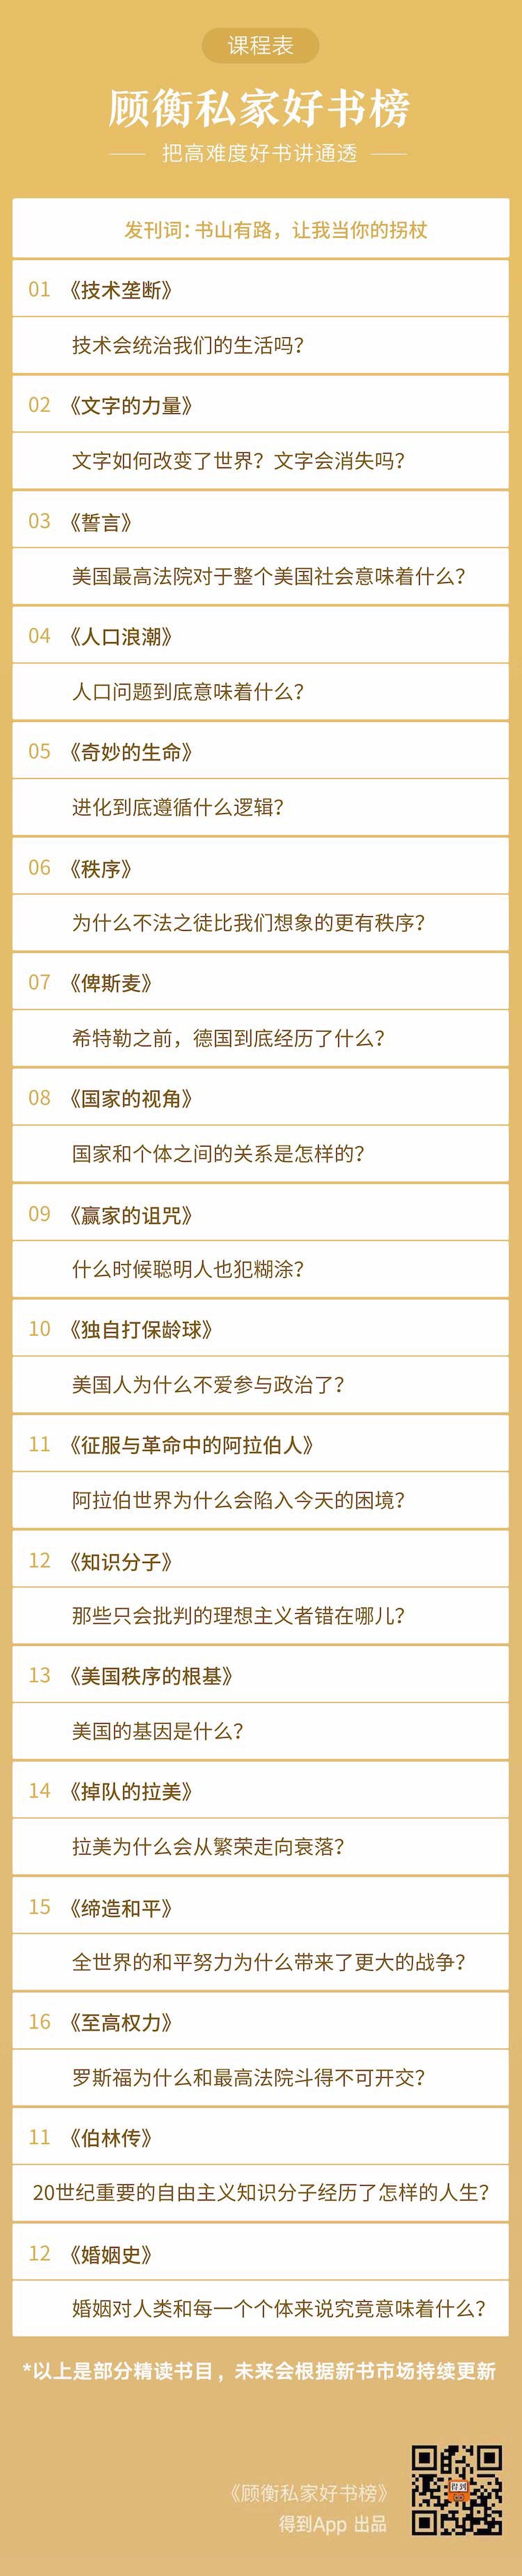 课程表
顾衡私家好书榜
把高难度好书讲通透
发刊词：书山有路，让我当你的拐杖
01 《技术垄断》
技术会统治我们的生活吗？
02 《文字的力量》
文字如何改变了世界？文字会消失吗？
03 《誓言》
美国最高法院对于整个美国社会意味着什么？
04 《人口浪潮》
人口问题到底意味着什么？
05 《奇妙的生命》
进化到底遵循什么逻辑？
06 《秩序》
为什么不法之徒比我们想象的更有秩序？
07 《俾斯麦》
希特勒之前，德国到底经历了什么？
08 《国家的视角》
国家和个体之间的关系是怎样的？
09 《赢家的诅咒》
什么时候聪明人也犯糊涂？
10 《独自打保龄球》
美国人为什么不爱参与政治了？
11 《征服与革命中的阿拉伯人》
阿拉伯世界为什么会陷入今天的困境？
12 《知识分子》
那些只会批判的理想主义者错在哪儿？
13 《美国秩序的根基》
美国的基因是什么？
14 《掉队的拉美》
拉美为什么会从繁荣走向衰落？
15 《缔造和平》
全世界的和平努力为什么带来了更大的战争？
16 《至高权力》
罗斯福为什么和最高法院斗得不可开交？
11 《伯林传》
20世纪重要的自由主义知识分子经历了怎样的人生？
12 《婚姻史》
婚姻对人类和每一个个体来说究竟意味着什么？
*以上是部分精读书目，未来会根据新书市场持续更新
《顾衡私家好书榜》
得到App 出品
得到